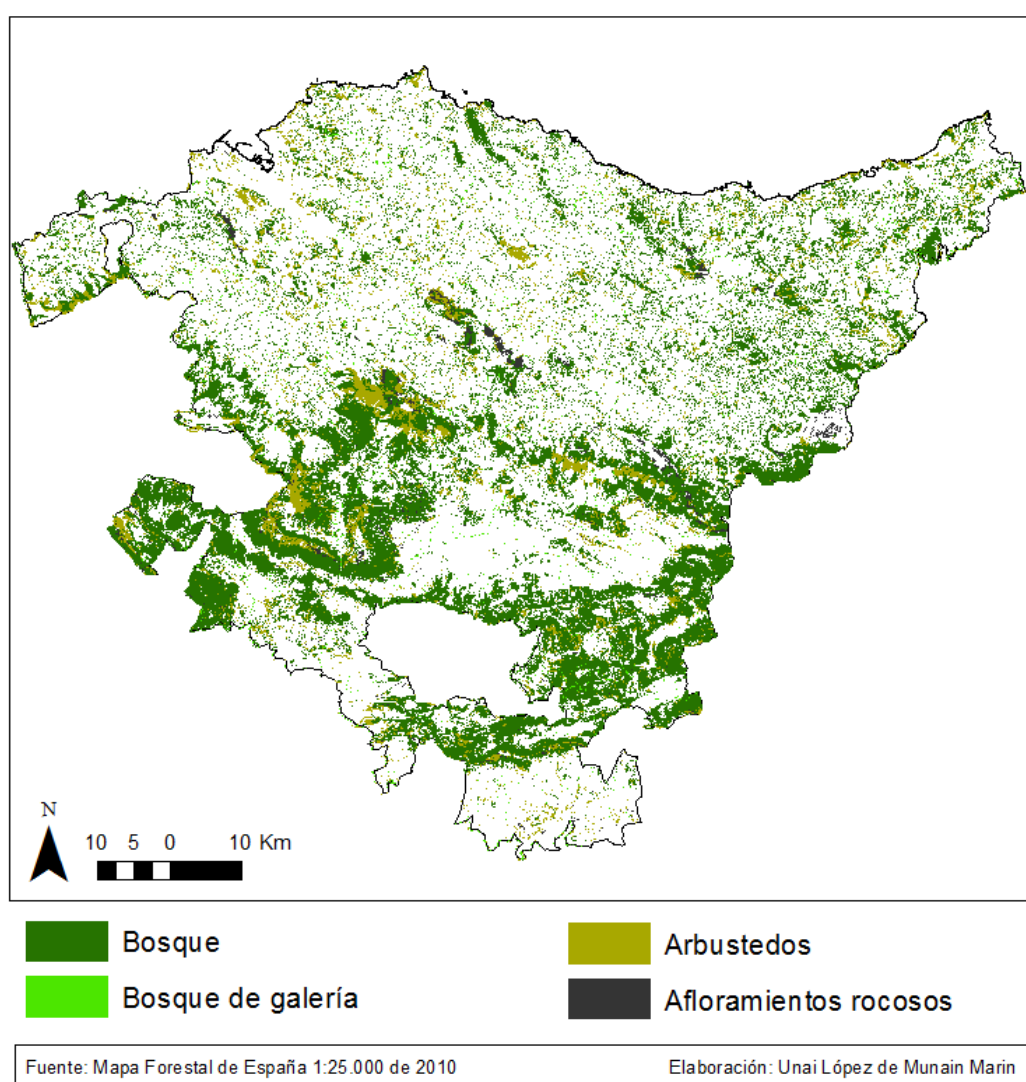 N
10 5 0 10 Km
Bosque
Arbustedos
Bosque de galería
Afloramientos rocosos
Fuente: Mapa Forestal de España 1:25.000 de 2010
Elaboración: Unai López de Munain Marin